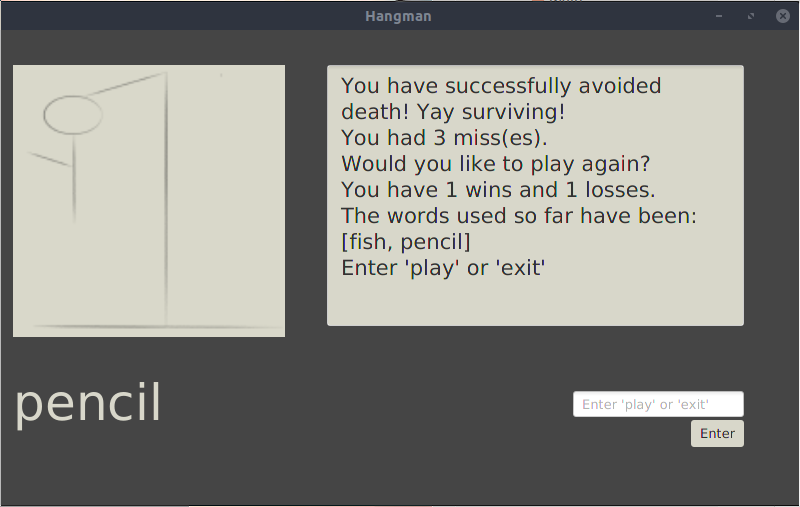 Hangman
You have successfully avoided
death! Yay surviving!
You had 3 miss(es).
Would you like to play again?
You have 1 wins and 1 losses.
The words used so far have been:
[fish, pencil]
Enter 'play' or 'exit'
pencil
Enter 'play' or 'exit'
Enter